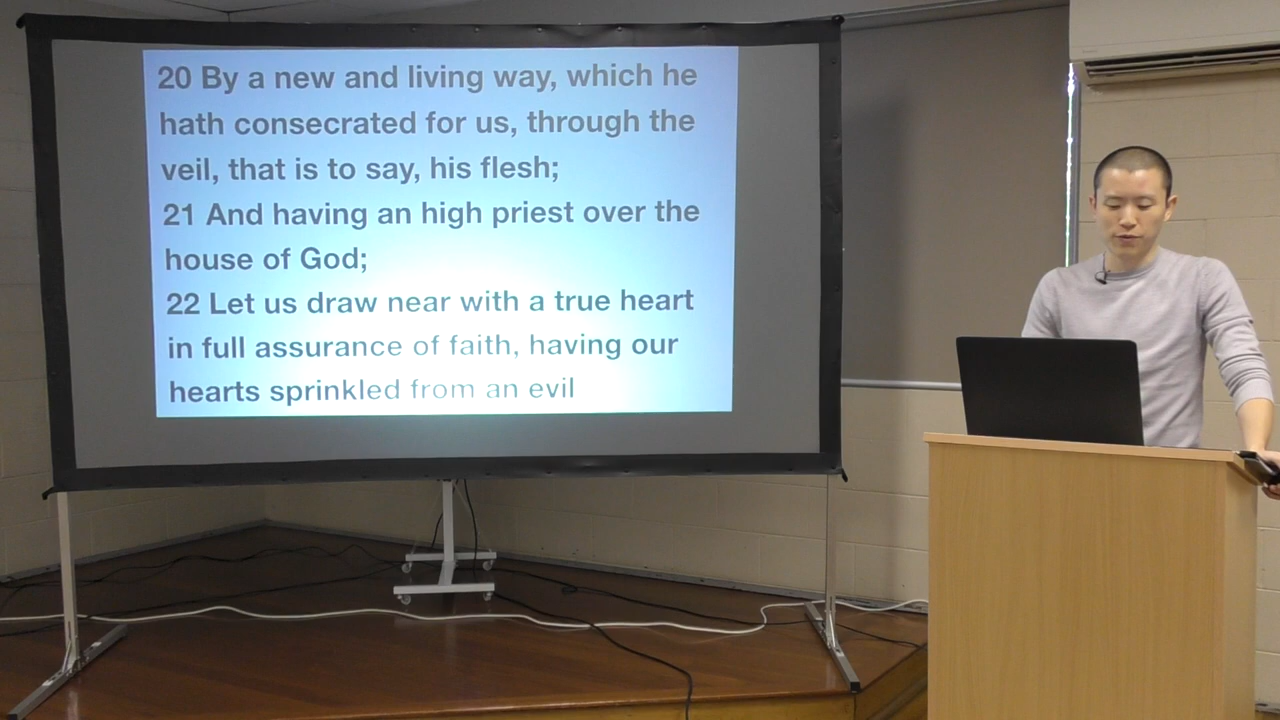 20 By a new and living way, which he
hath consecrated for us, through the
veil, that is to say, his flesh;
21 And having an high priest over the
house of God;
22 Let us draw near with a true heart
in full assurance of faith, having our
hearts sprinkled from an evil